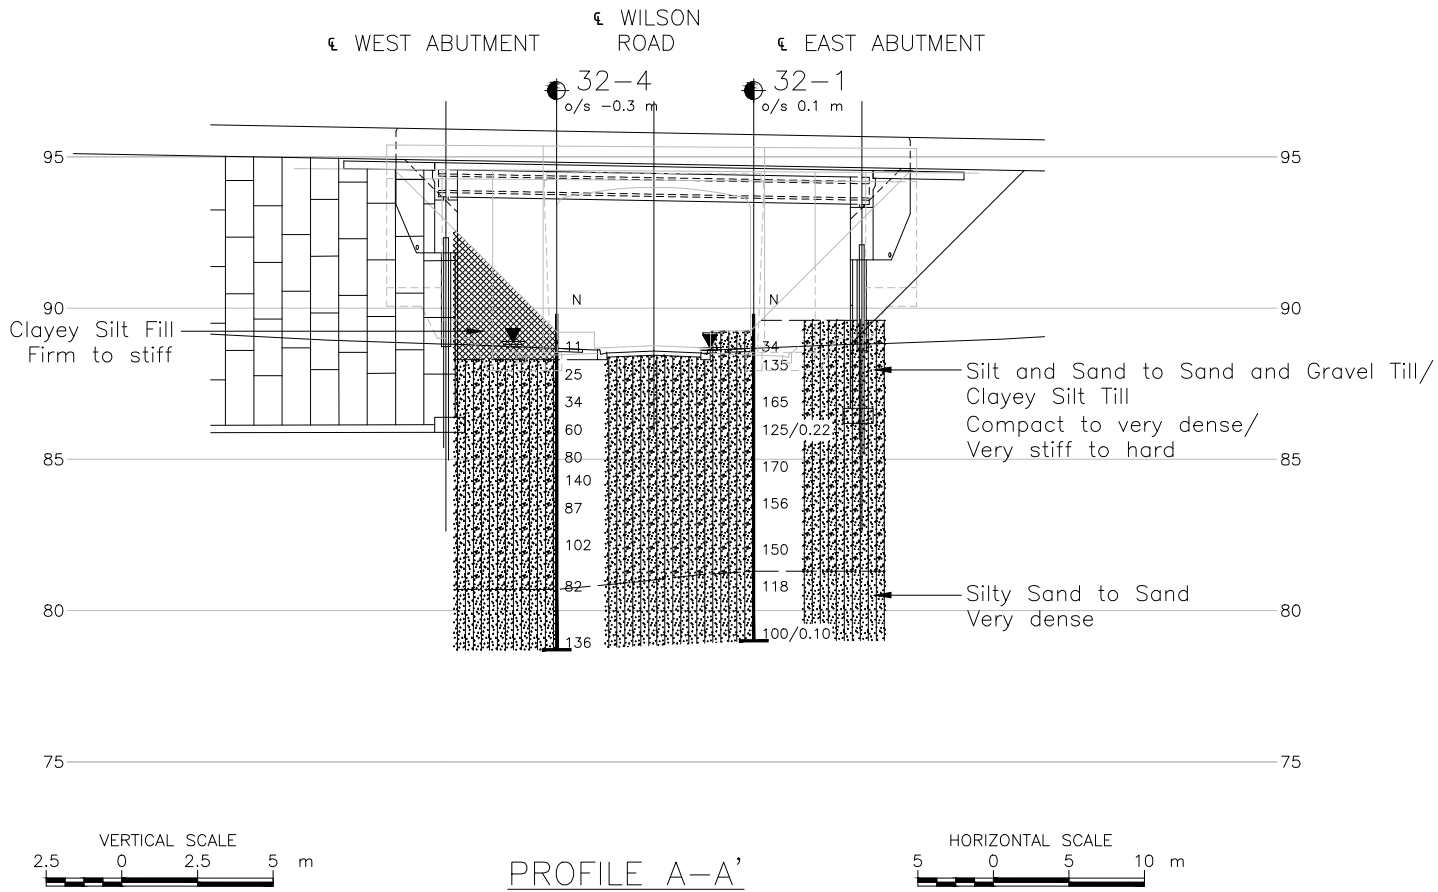 ℄ WILSON
ROAD
℄ WEST ABUTMENT
℄ EAST ABUTMENT
32-4
o/s -0.3 m
32-1
o/s 0.1 m
95
95
90
90
85
85
80
80
75
75
N
11
25
34
60
80
140
87
102
82
136
N
34
135
165
125/0.22
170
156
150
118
100/0.10
Clayey Silt Fill
Firm to stiff
Silt and Sand to Sand and Gravel Till/
Clayey Silt Till
Compact to very dense/
Very stiff to hard
Silty Sand to Sand
Very dense
VERTICAL SCALE
2.5 0 2.5 5 m
PROFILE A-A'
HORIZONTAL SCALE
5 0 5 10 m